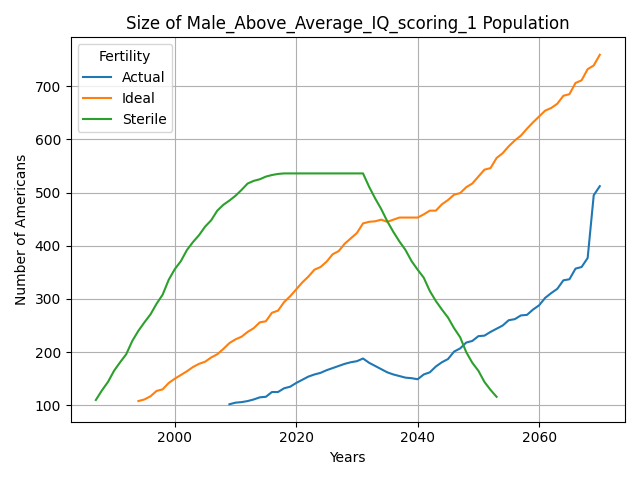 Size of Male_Above_Average_IQ_scoring_1 Population
Fertility
Actual
Ideal
Sterile
Number of Americans
700
600
500
400
300
200
100
2000
2020
2040
2060
Years